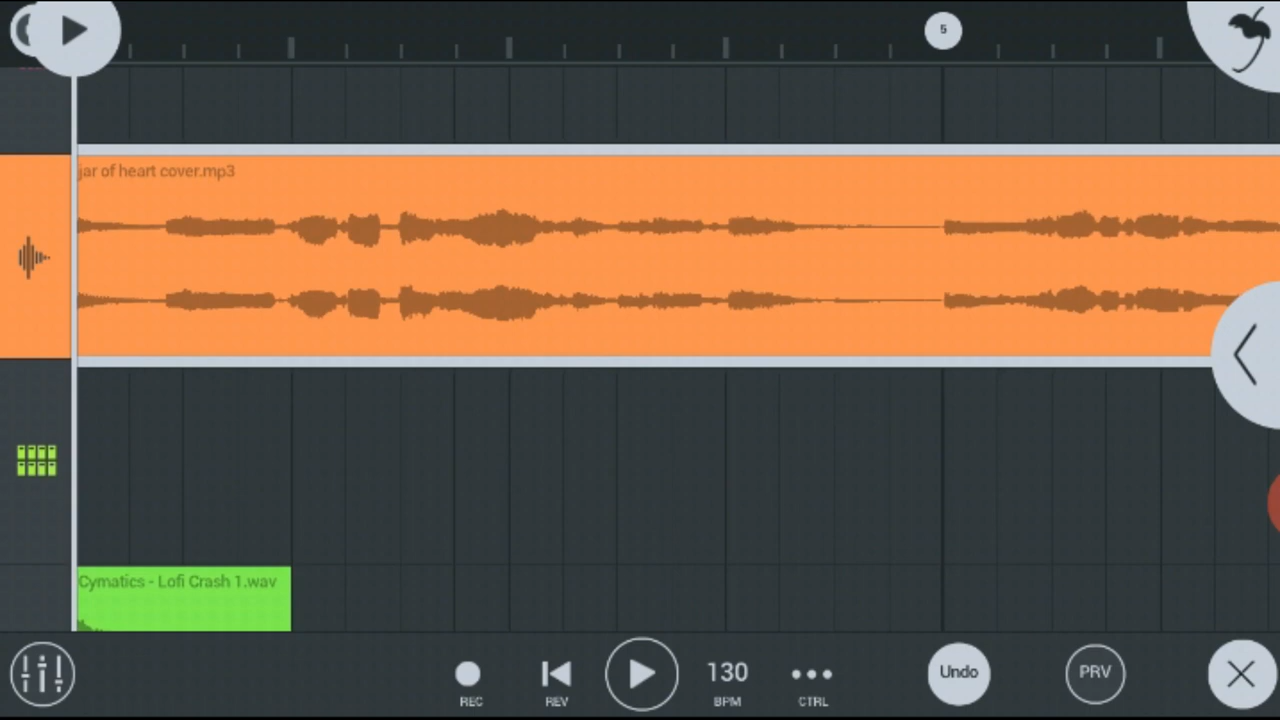 5
jar of heart cover.mp3
Cymatics - Lofi Crash 1.wav
130
Undo
PRV
REC
REV
BPM
CTRL